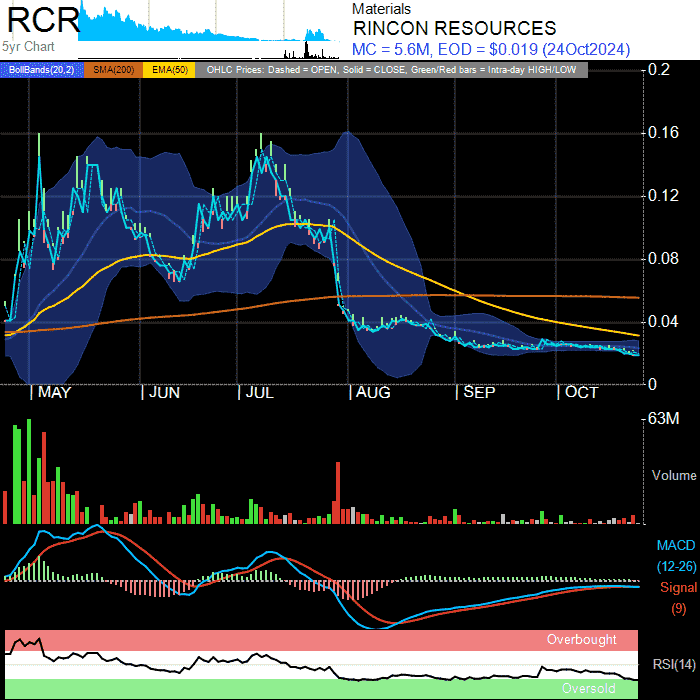 RCR
5yr Chart
Materials
RINCON RESOURCES
MC = 5.6M, EOD = $0.019 (24Oct2024)
BollBands(20,2) SMA(200) EMA(50) OHLC Prices: Dashed = OPEN, Solid = CLOSE, Green/Red bars = Intra-day HIGH/LOW
0.2
0.16
0.12
0.08
0.04
0
| MAY | JUN | JUL | AUG | SEP | OCT
63M
Volume
MACD
(12-26)
Signal
(9)
Overbought
RSI(14)
Oversold